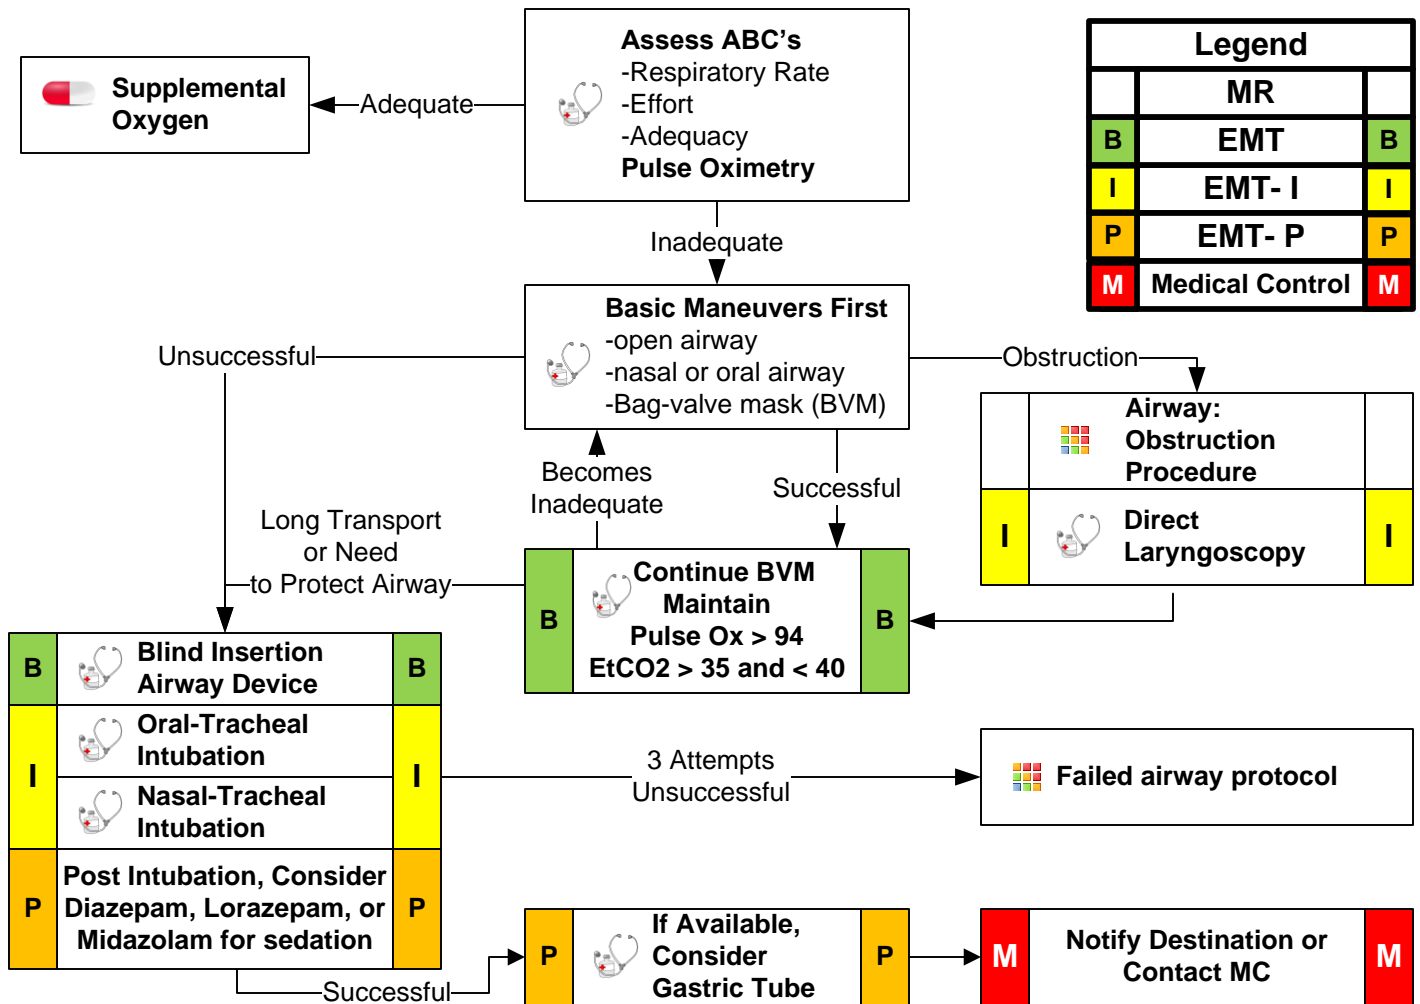 Assess ABC's
-Respiratory Rate
-Effort
-Adequacy
Pulse Oximetry
Supplemental
Oxygen
Adequate
Legend
MR
B EMT B
I EMT- I I
P EMT- P P
M Medical Control M
Inadequate
Basic Maneuvers First
-open airway
-nasal or oral airway
-Bag-valve mask (BVM)
Unsuccessful
Obstruction
Airway:
Obstruction
Procedure
I Direct I
Laryngoscopy
Becomes
Inadequate
Successful
Long Transport
or Need
to Protect Airway
B Continue BVM B
Maintain
Pulse Ox > 94
EtCO2 > 35 and < 40
B Blind Insertion B
Airway Device
I Oral-Tracheal I
Intubation
Nasal-Tracheal
Intubation
P Post Intubation, Consider P
Diazepam, Lorazepam, or
Midazolam for sedation
3 Attempts
Unsuccessful
Failed airway protocol
Successful
P If Available, P
Consider
Gastric Tube
M Notify Destination or M
Contact MC